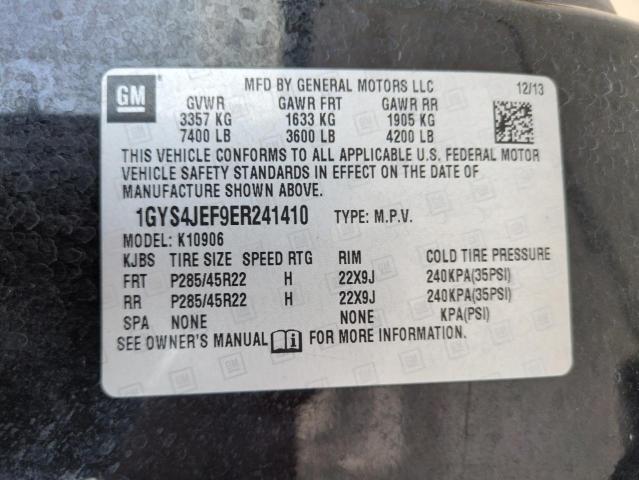 GM
MFD BY GENERAL MOTORS LLC 12/13
GVWR GAWR FRT GAWR RR
3357 KG 1633 KG 1905 KG
7400 LB 3600 LB 4200 LB
THIS VEHICLE CONFORMS TO ALL APPLICABLE U.S. FEDERAL MOTOR
VEHICLE SAFETY STANDARDS IN EFFECT ON THE DATE OF
MANUFACTURE SHOWN ABOVE.
1GYS4JEF9ER241410 TYPE: M.P.V.
MODEL: K10906
KJBS TIRE SIZE SPEED RTG RIM COLD TIRE PRESSURE
FRT P285/45R22 H 22X9J 240KPA(35PSI)
RR P285/45R22 H 22X9J 240KPA(35PSI)
SPA NONE NONE KPA(PSI)
SEE OWNER'S MANUAL i FOR MORE INFORMATION.